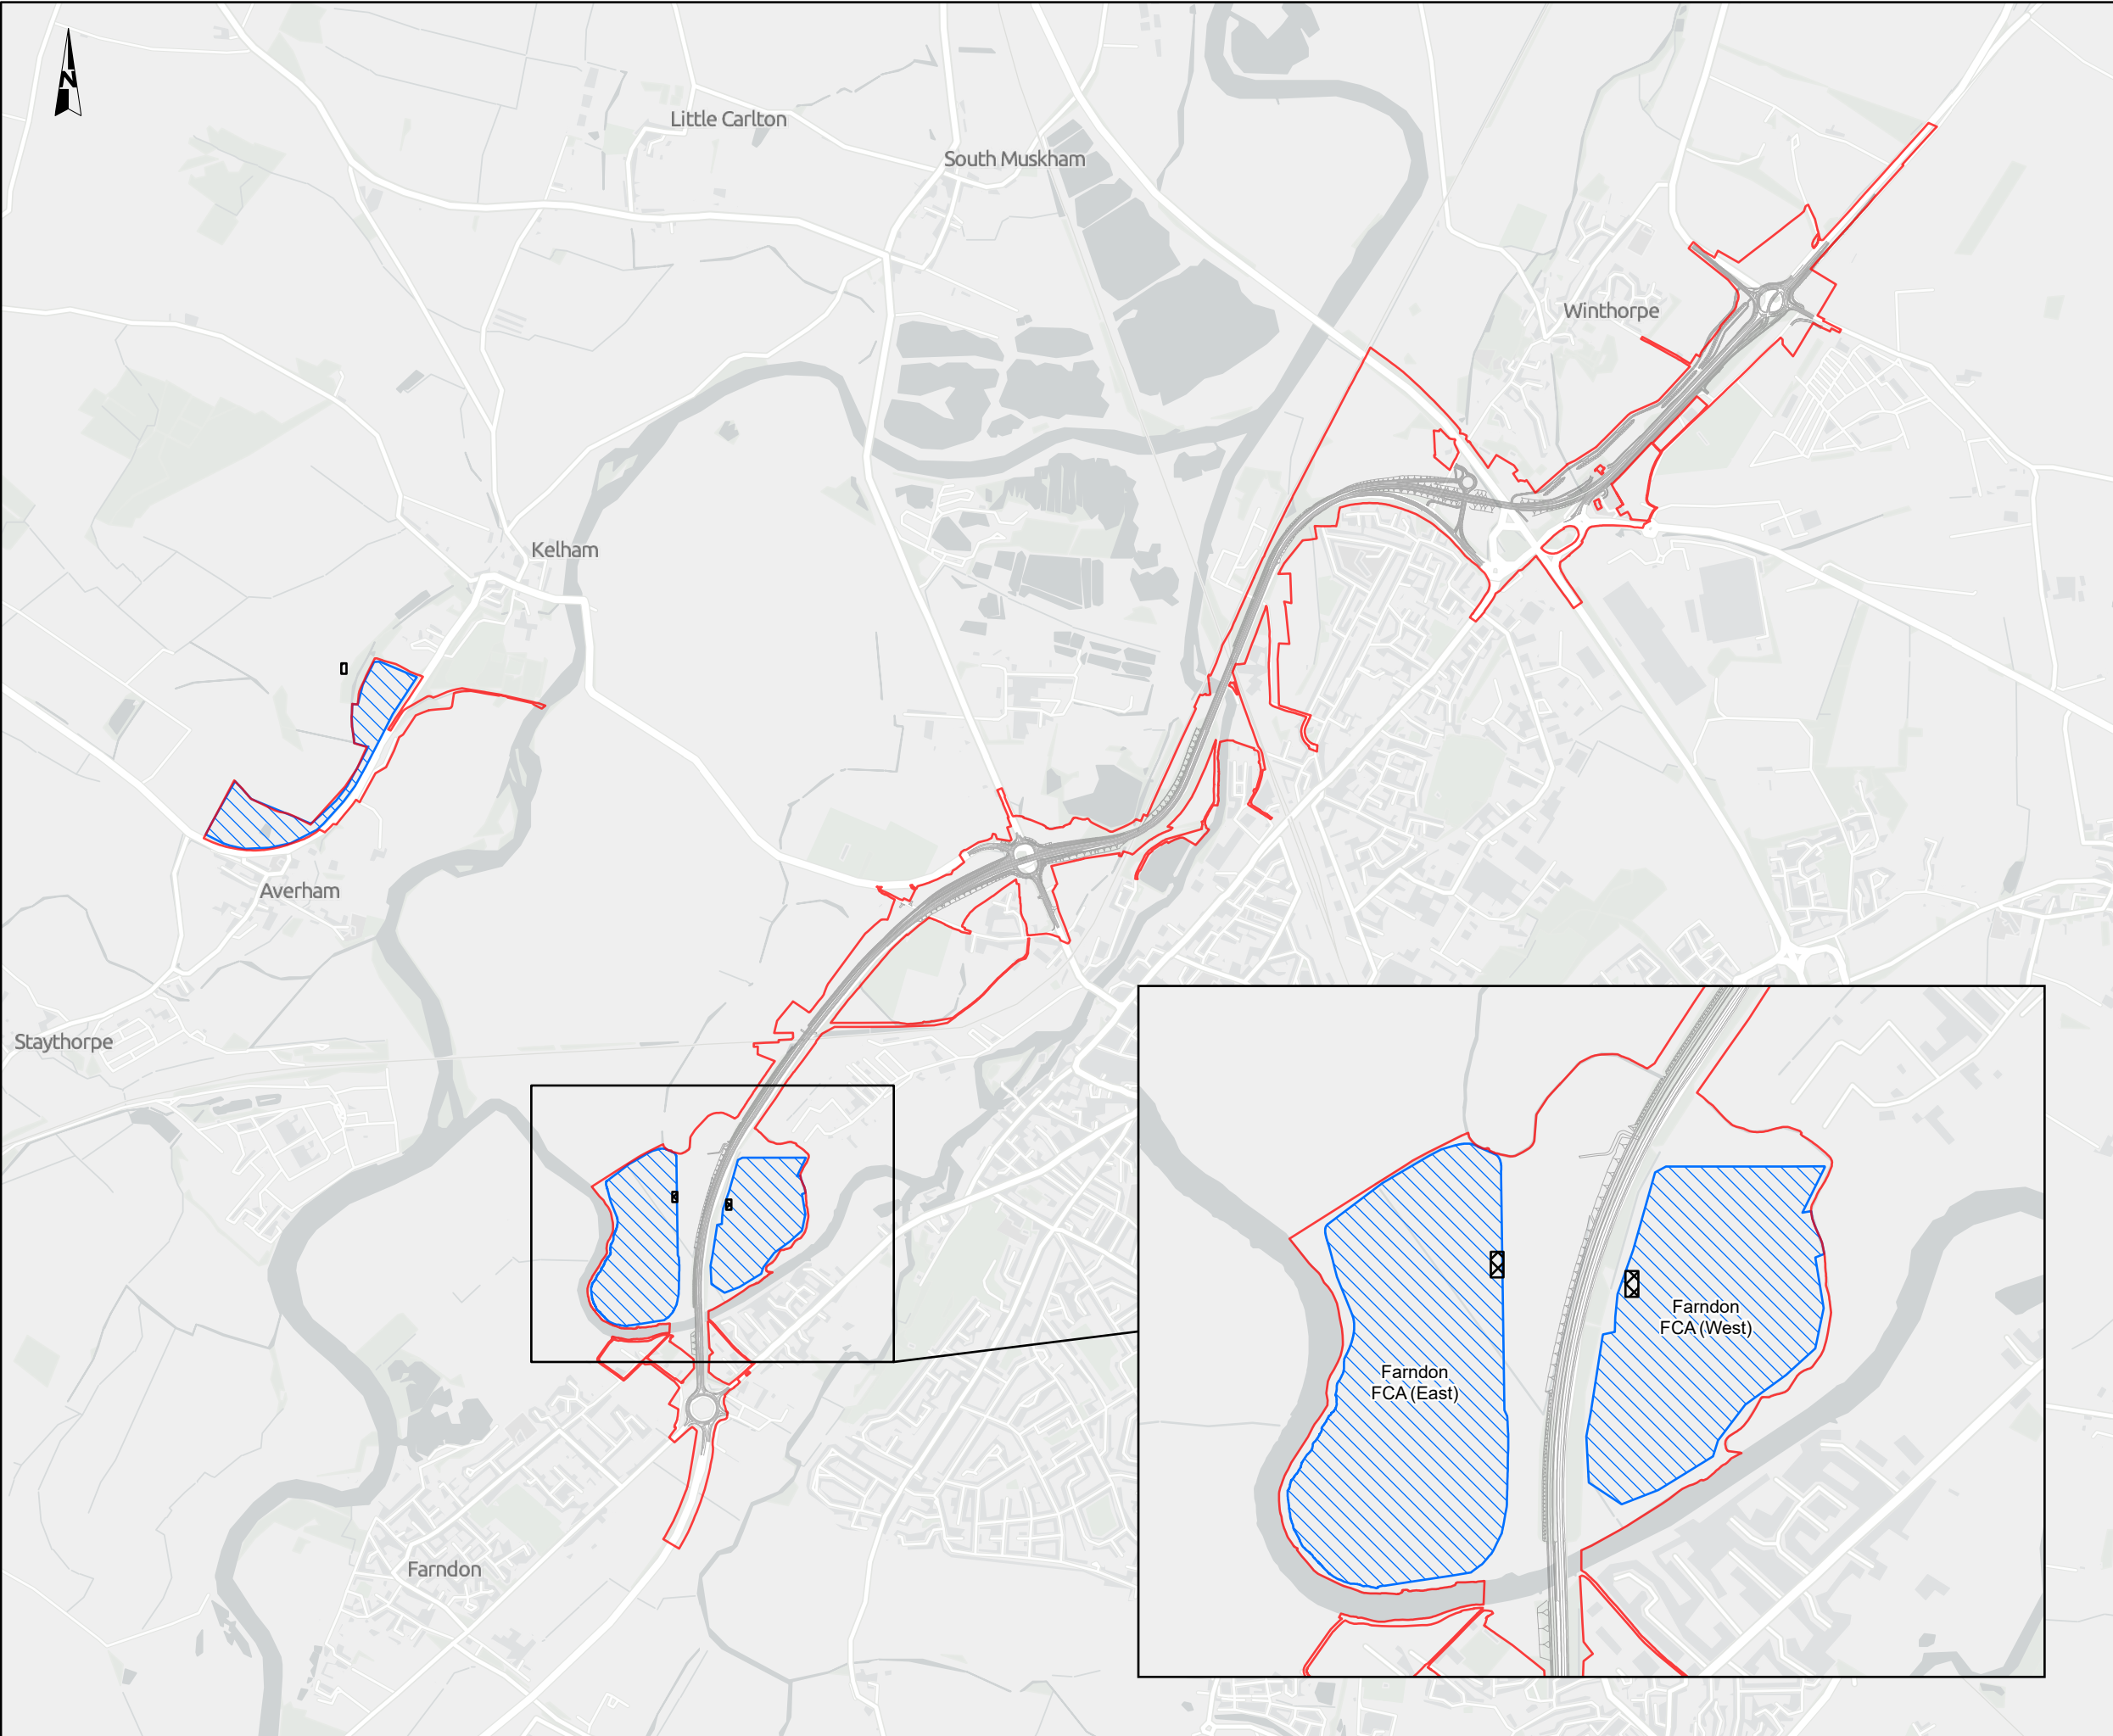 N
Little Carlton
South Muskham
Winthorpe
Kelham
Averham
Staythorpe
Farndon
FCA (West)
Farndon
FCA (East)
Farndon